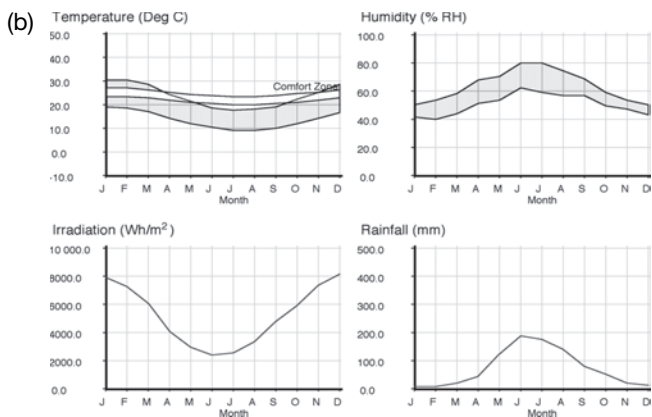 (b)
Temperature (Deg C)
50.0
40.0
30.0
20.0
10.0
0.0
-10.0
Comfort Zone
J F M A M J J A S O N D
Month
Humidity (% RH)
100.0
80.0
60.0
40.0
20.0
0.0
J F M A M J J A S O N D
Month
Irradiation (Wh/m²)
10 000.0
8000.0
6000.0
4000.0
2000.0
0.0
J F M A M J J A S O N D
Month
Rainfall (mm)
500.0
400.0
300.0
200.0
100.0
0.0
J F M A M J J A S O N D
Month